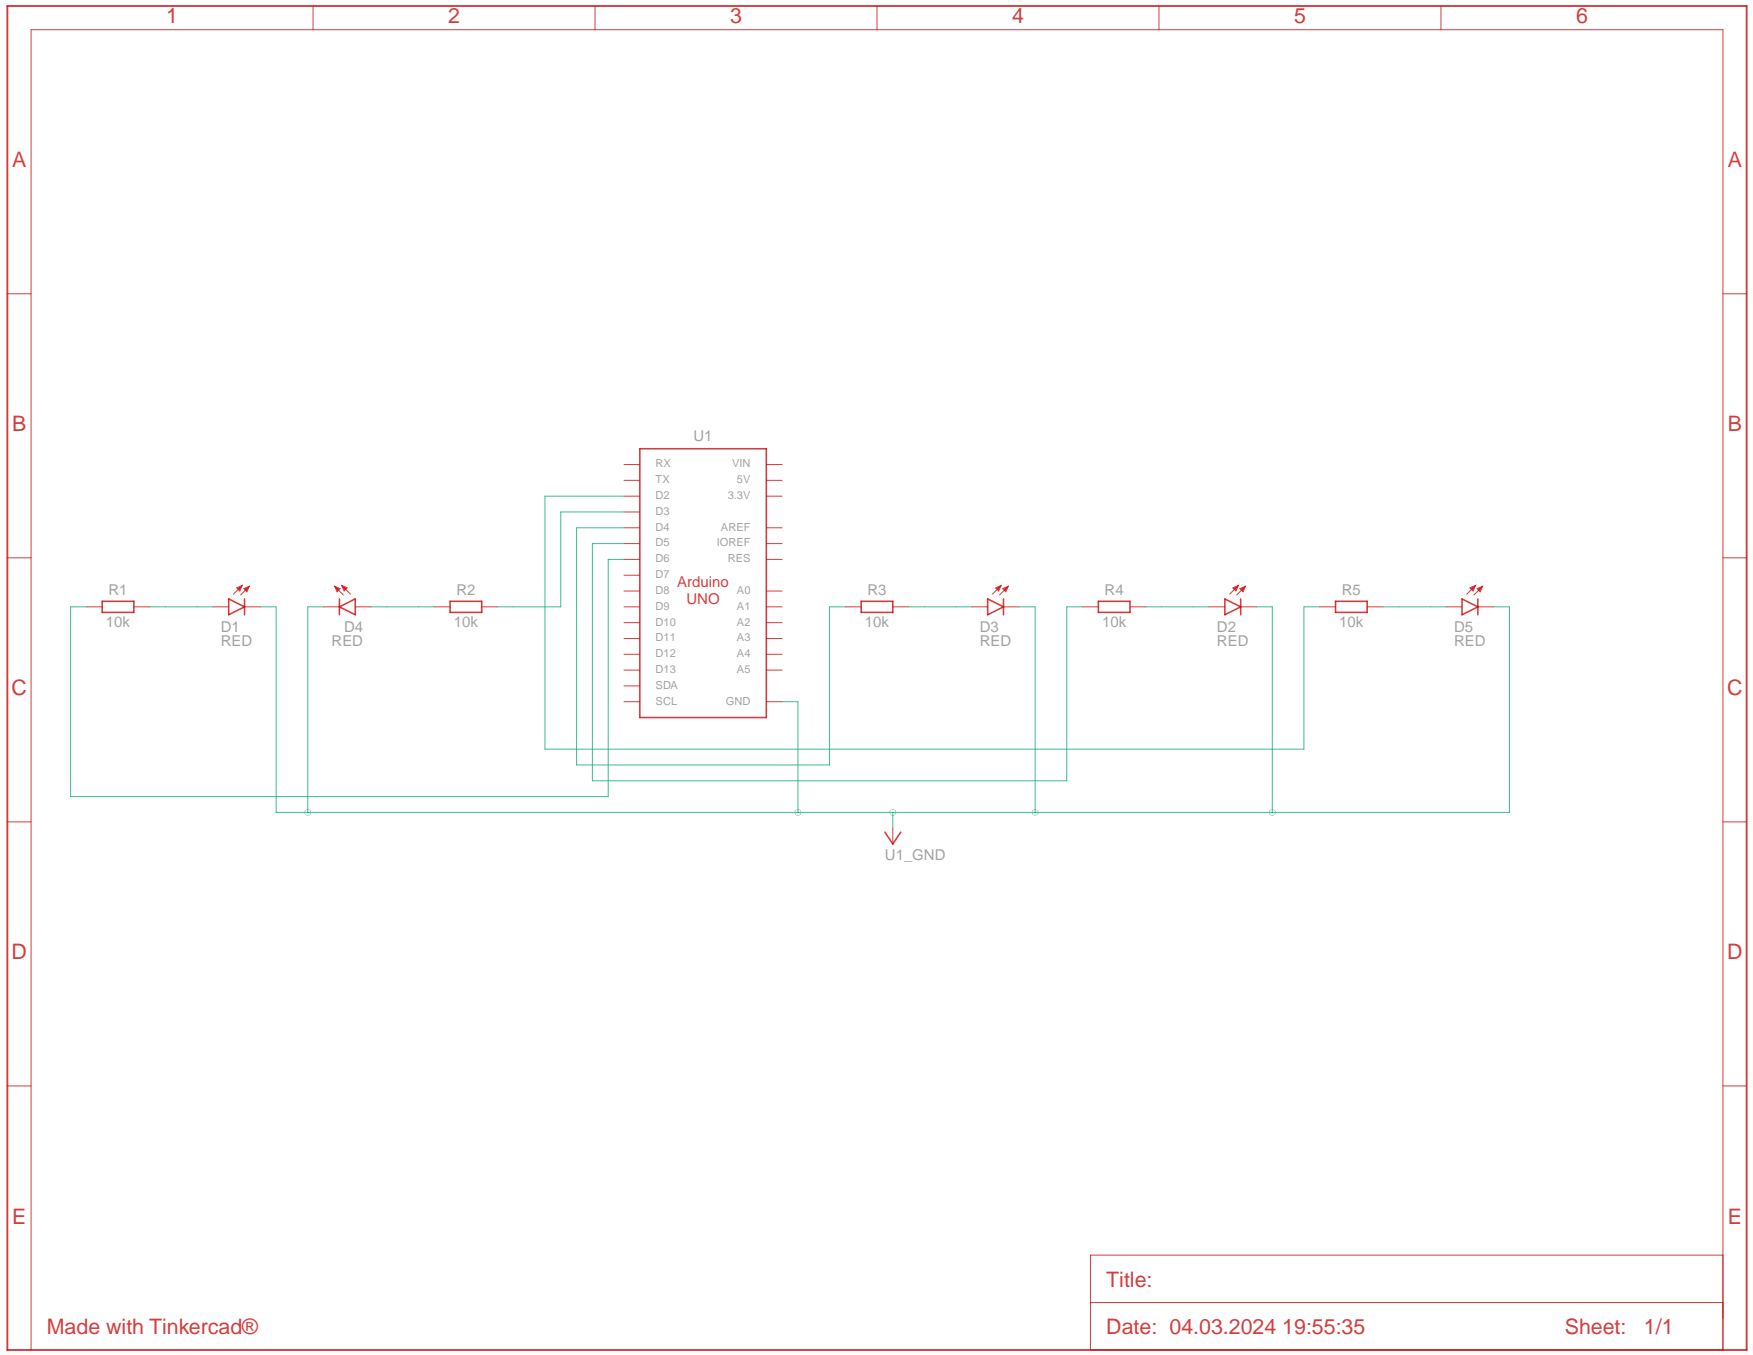 1 2 3 4 5 6
A A
B B
U1
RX VIN
TX 5V
D2 3.3V
D3
D4 AREF
D5 IOREF
D6 RES
D7
Arduino
D8 A0
UNO
D9 A1
D10 A2
D11 A3
D12 A4
D13 A5
SDA
SCL GND
R1 R2 R3 R4 R5
10k 10k 10k 10k 10k
D1 D4 D3 D2 D5
RED RED RED RED RED
C C
U1_GND
D D
E E
Title:
Made with Tinkercad®
Date: 04.03.2024 19:55:35 Sheet: 1/1